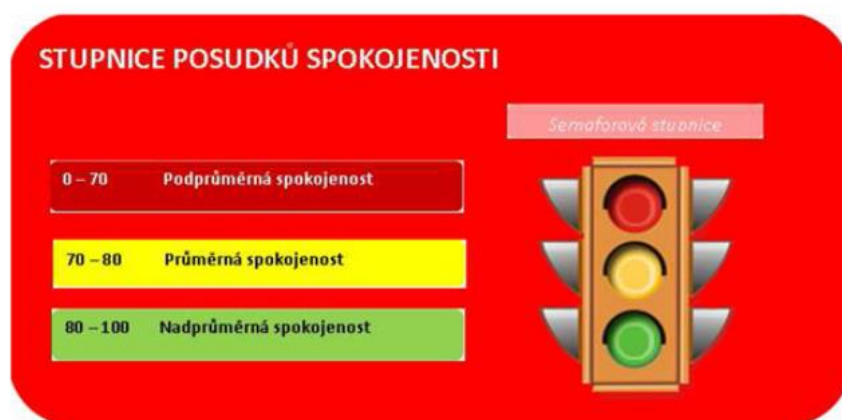 STUPNICE POSUDKŮ SPOKOJENOSTI
Semaforová stupnice
0 – 70 Podprůměrná spokojenost
70 – 80 Průměrná spokojenost
80 – 100 Nadprůměrná spokojenost